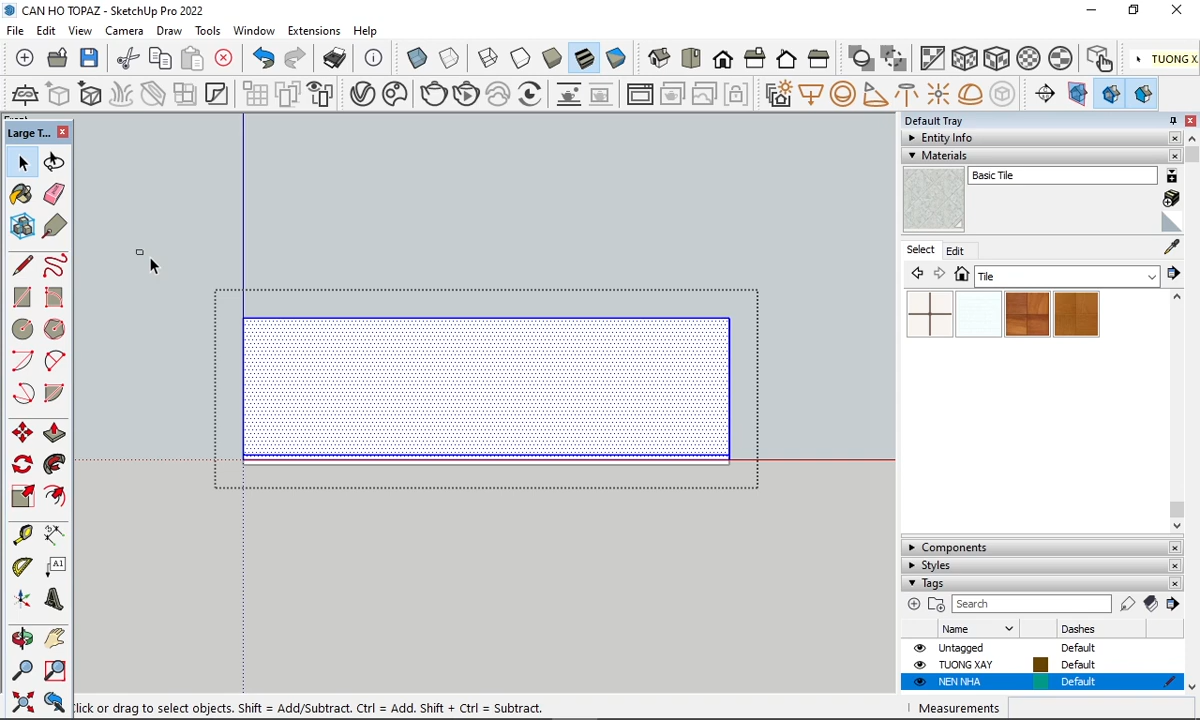 CAN HO TOPAZ - SketchUp Pro 2022
File Edit View Camera Draw Tools Window Extensions Help
TUONG X
Large T...
Default Tray
Entity Info
Materials
Basic Tile
Select Edit
Tile
A1
Components
Styles
Tags
Search
Name Dashes
Untagged Default
TUONG XAY Default
NEN NHA Default
lick or drag to select objects. Shift = Add/Subtract. Ctrl = Add. Shift + Ctrl = Subtract.
Measurements